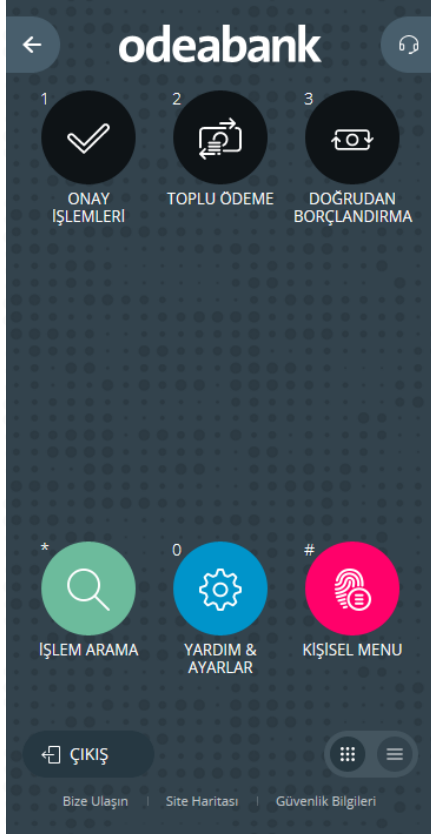 odeabank
1
2
3
ONAY
İŞLEMLERİ
TOPLU ÖDEME
DOĞRUDAN
BORÇLANDIRMA
*
0
#
İŞLEM ARAMA
YARDIM &
AYARLAR
KİŞİSEL MENU
ÇIKIŞ
Bize Ulaşın | Site Haritası | Güvenlik Bilgileri